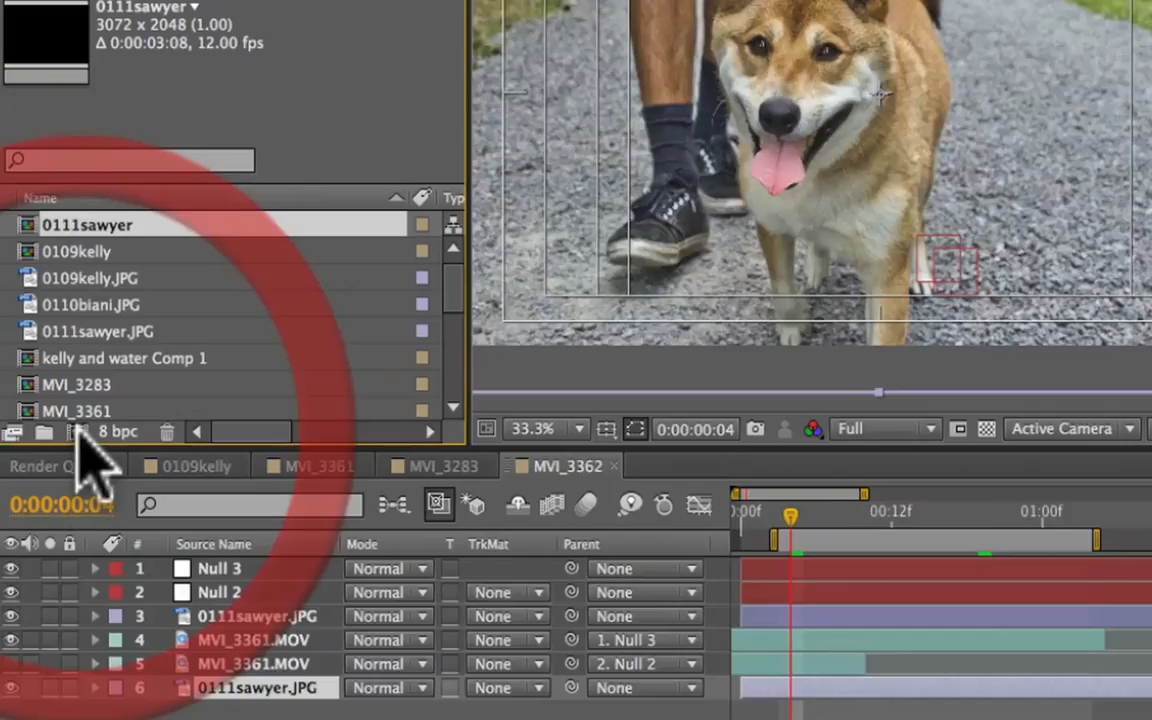 0111sawyer
3072 x 2048 (1.00)
Δ 0:00:03:08, 12.00 fps
Name
Typ
0111sawyer
0109kelly
0109kelly.JPG
0110biani.JPG
0111sawyer.JPG
kelly and water Comp 1
MVI_3283
MVI_3361
8 bpc
33.3% 0:00:00:04 Full Active Camera
Render Q 0109kelly MVI_3361 MVI_3283 MVI_3362 ×
0:00:00:04 00:12f 01:00f
# Source Name Mode T TrkMat Parent
1 Null 3 Normal None
2 Null 2 Normal None None
3 0111sawyer.JPG Normal None None
4 MVI_3361.MOV Normal None 1. Null 3
5 MVI_3361.MOV Normal None 2. Null 2
6 0111sawyer.JPG Normal None None